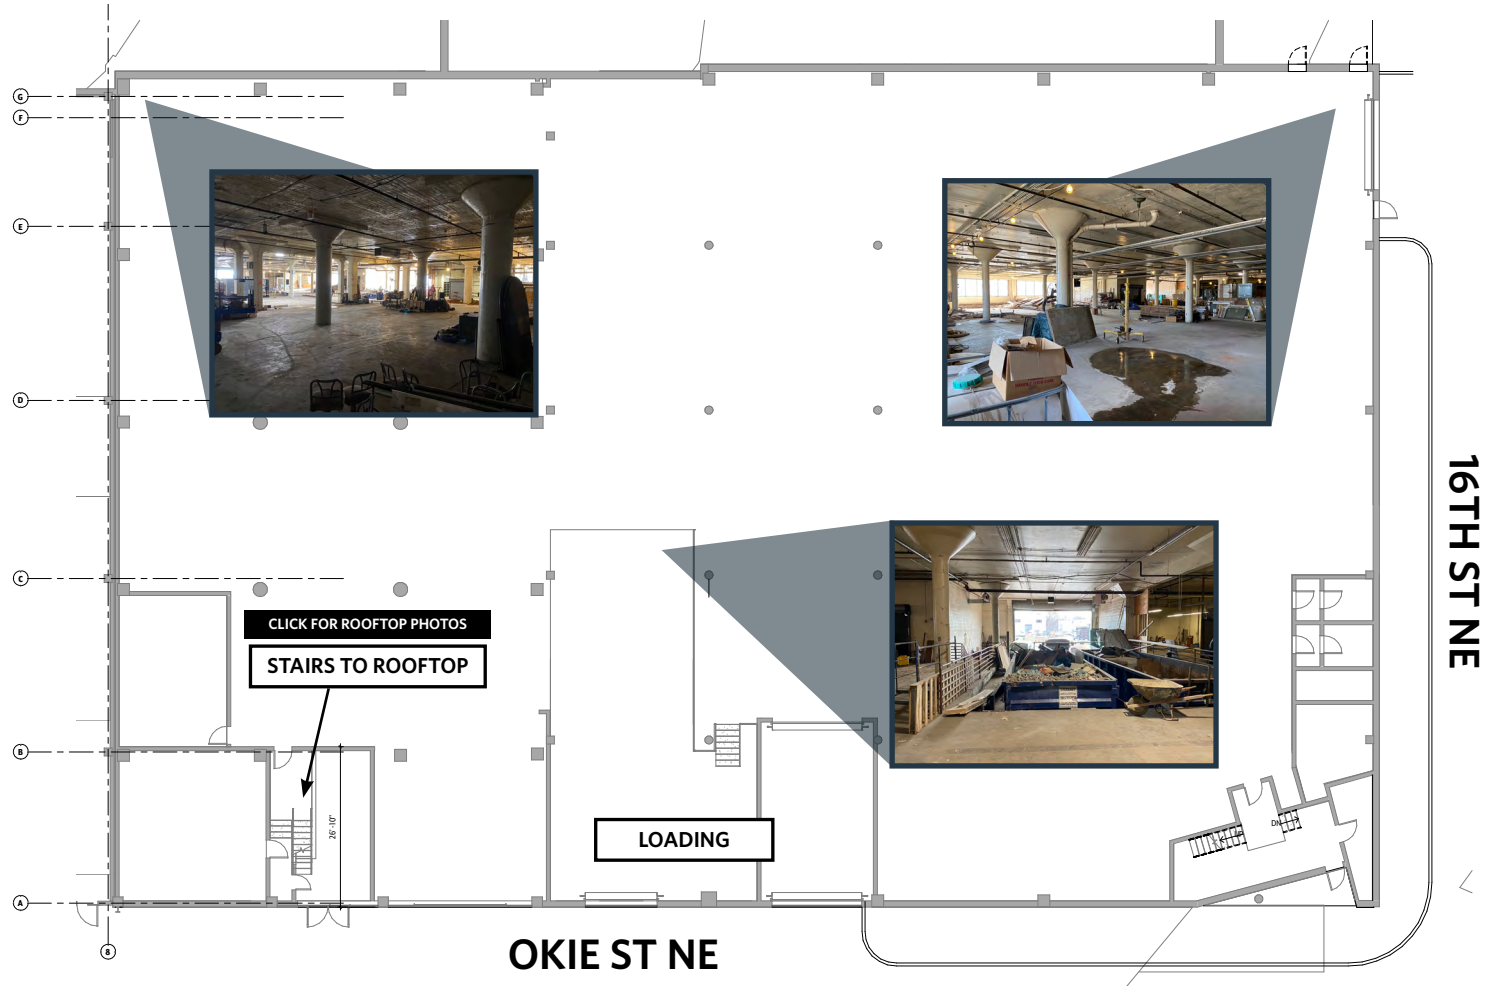 G
F
E
D
C
B
A
8
CLICK FOR ROOFTOP PHOTOS
STAIRS TO ROOFTOP
26'-10"
LOADING
DN
OKIE ST NE
16TH ST NE